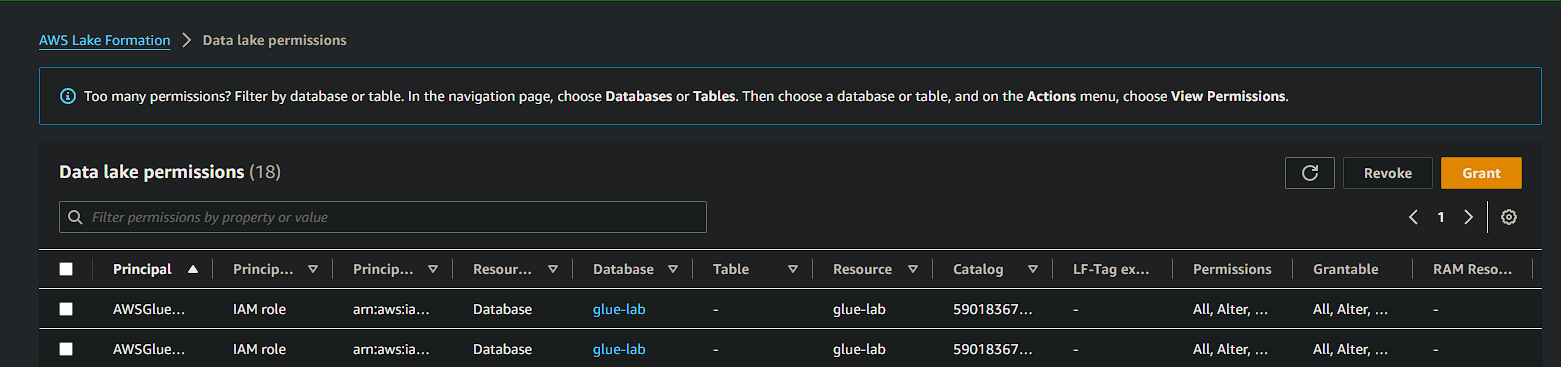 AWS Lake Formation > Data lake permissions
Too many permissions? Filter by database or table. In the navigation page, choose Databases or Tables. Then choose a database or table, and on the Actions menu, choose View Permissions.
Data lake permissions (18) Revoke Grant
Filter permissions by property or value 1
Principal Princip... Princip... Resour... Database Table Resource Catalog LF-Tag ex... Permissions Grantable RAM Reso...
AWSGlue... IAM role arn:aws:ia... Database glue-lab - glue-lab 59018367... - All, Alter, ... All, Alter, ... -
AWSGlue... IAM role arn:aws:ia... Database glue-lab - glue-lab 59018367... - All, Alter, ... All, Alter, ... -